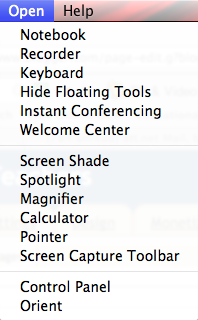 Open Help
Notebook
Recorder
Keyboard
Hide Floating Tools
Instant Conferencing
Welcome Center
Screen Shade
Spotlight
Magnifier
Calculator
Pointer
Screen Capture Toolbar
Control Panel
Orient